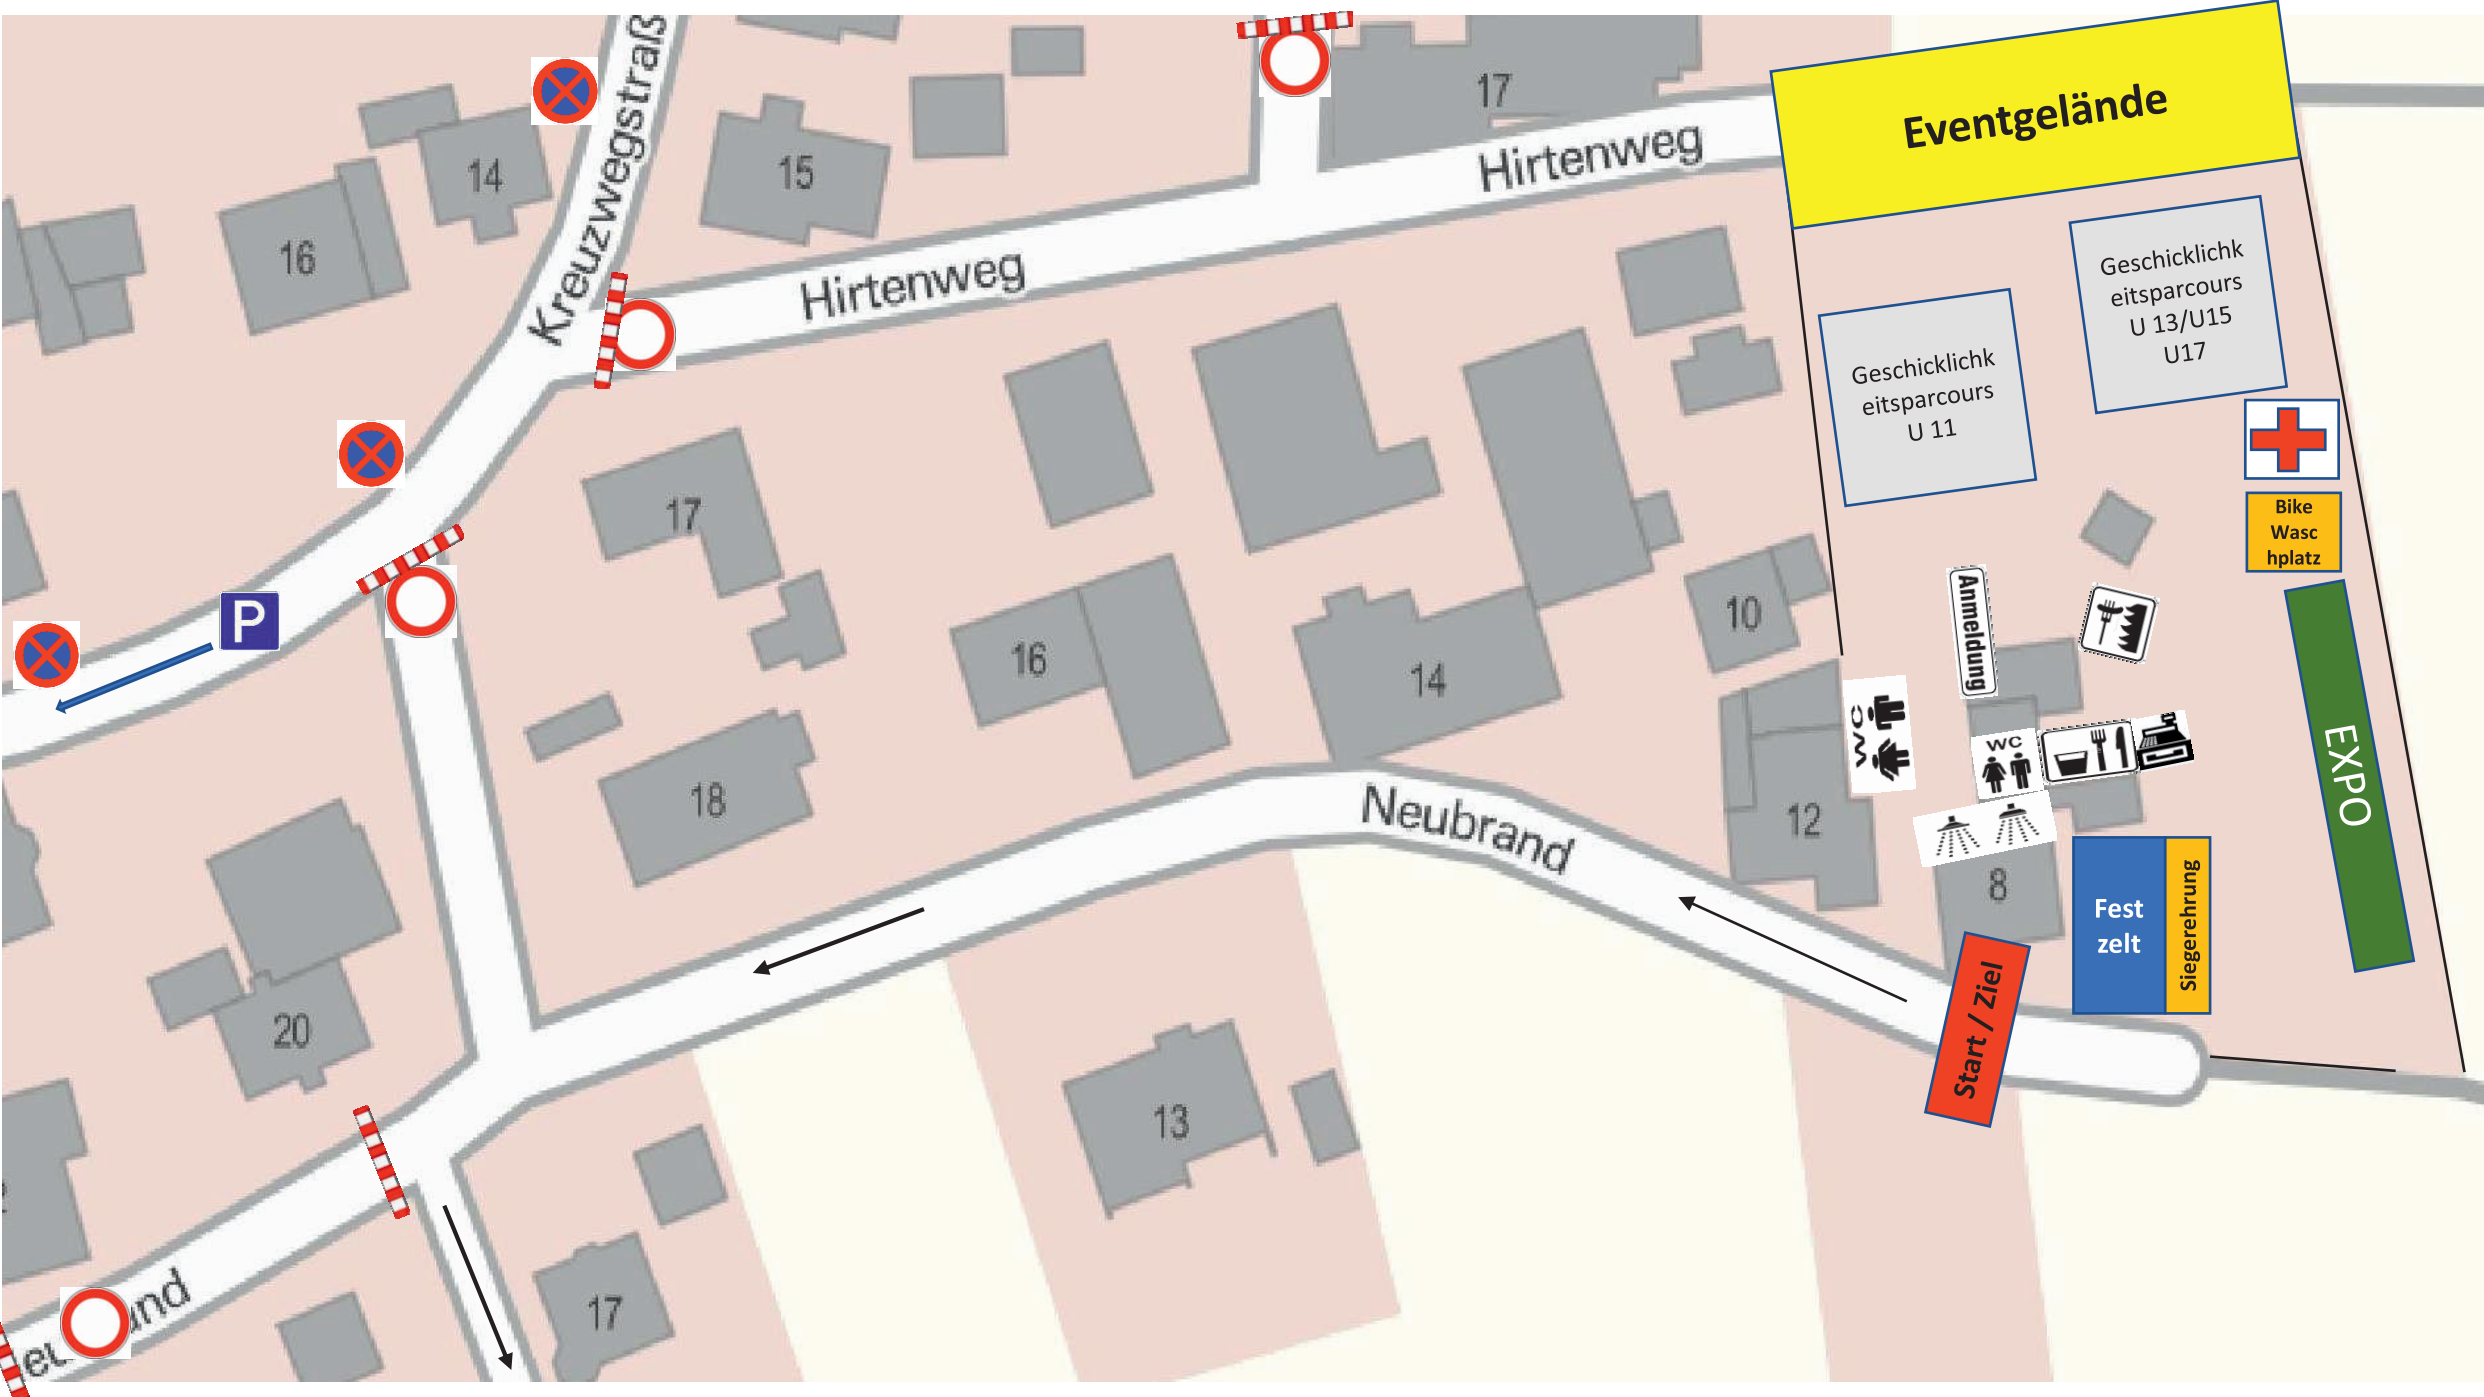 Kreuzwegstraß
17
Eventgelände
14
15
Hirtenweg
16
Hirtenweg
Geschicklichk
eitsparcours
U 13/U15
U17
Geschicklichk
eitsparcours
U 11
17
Bike
Wasc
hplatz
10
Anmeldung
P
16
14
WC
WC
EXPO
18
Neubrand
12
8
Fest
zelt
Siegerehrung
20
Start / Ziel
13
17
eu
and